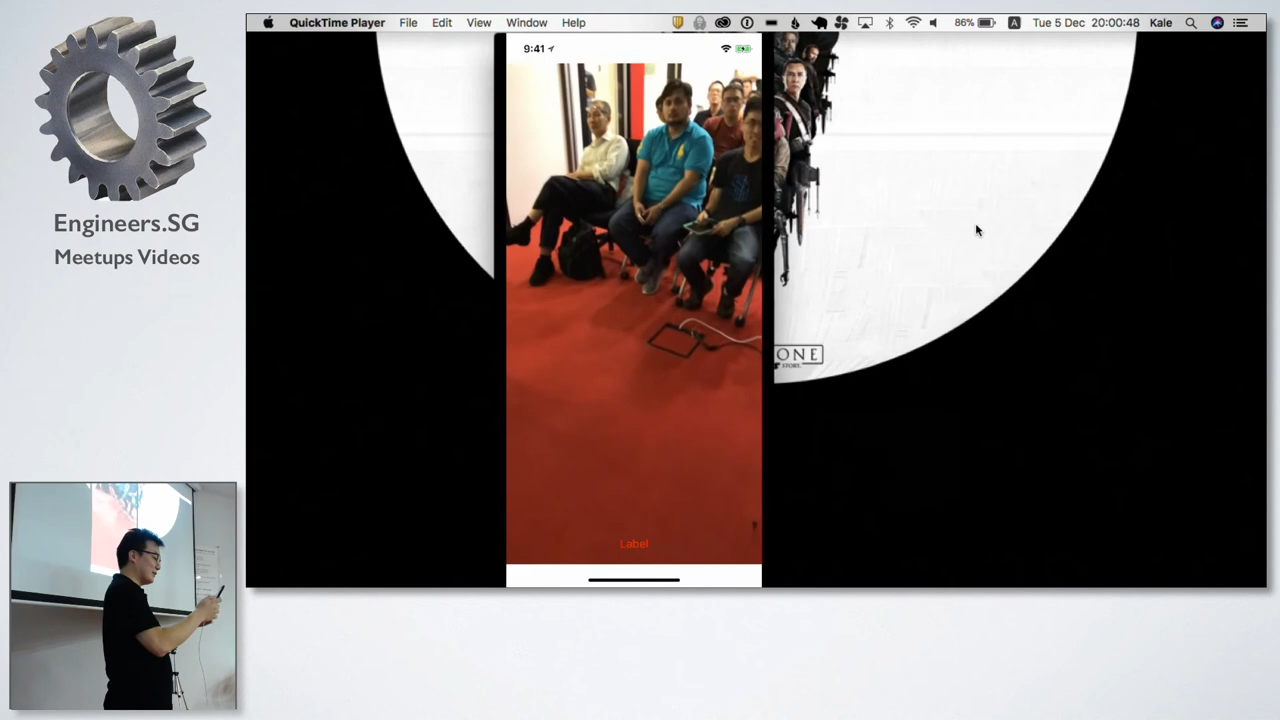 Engineers.SG
Meetups Videos
QuickTime Player File Edit View Window Help 86% A Tue 5 Dec 20:00:48 Kale
9:41
ONE
STORY.
Label